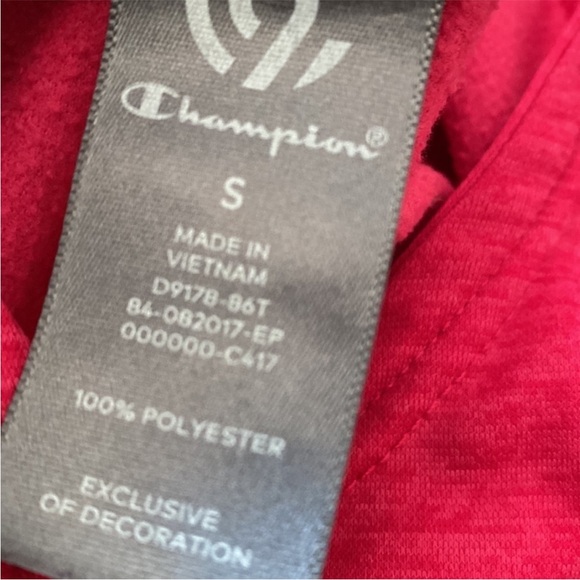 Champion®
S
MADE IN
VIETNAM
D9178-86T
84-082017-EP
000000-C417
100% POLYESTER
EXCLUSIVE
OF DECORATION